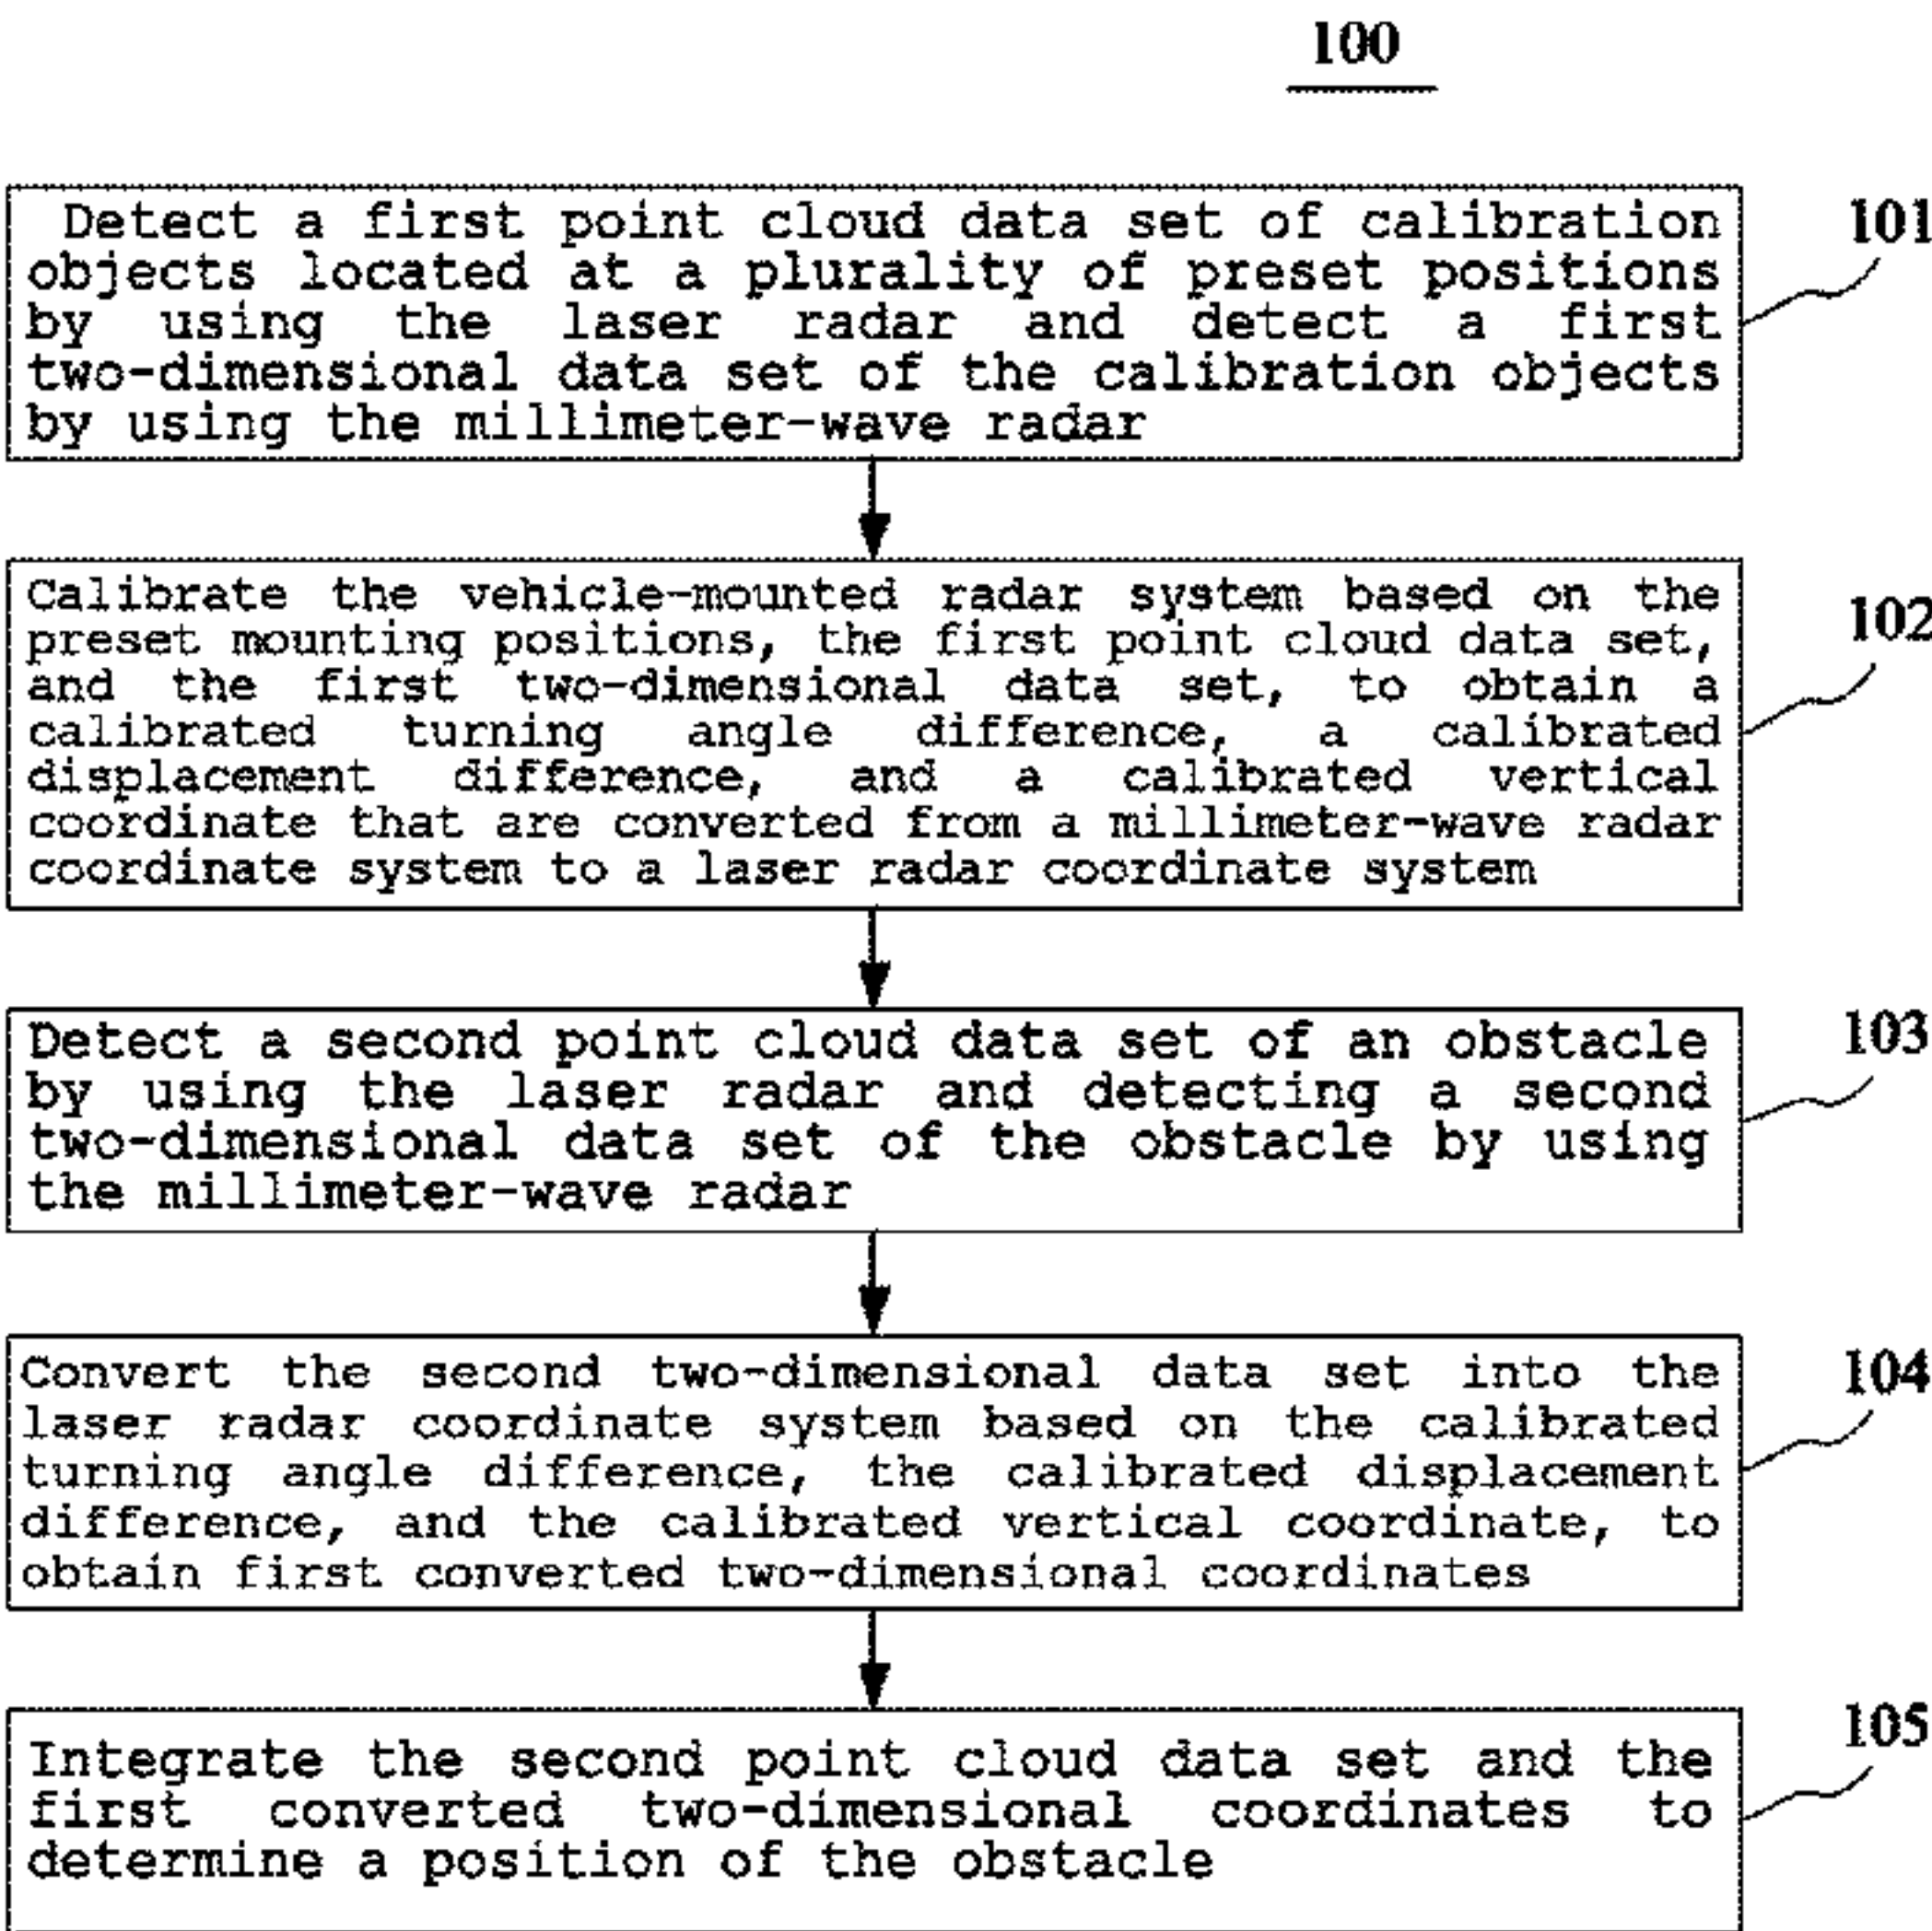 100
Detect a first point cloud data set of calibration
objects located at a plurality of preset positions
by using the laser radar and detect a first
two-dimensional data set of the calibration objects
by using the millimeter-wave radar
101
Calibrate the vehicle-mounted radar system based on the
preset mounting positions, the first point cloud data set,
and the first two-dimensional data set, to obtain a
calibrated turning angle difference, a calibrated
displacement difference, and a calibrated vertical
coordinate that are converted from a millimeter-wave radar
coordinate system to a laser radar coordinate system
102
Detect a second point cloud data set of an obstacle
by using the laser radar and detecting a second
two-dimensional data set of the obstacle by using
the millimeter-wave radar
103
Convert the second two-dimensional data set into the
laser radar coordinate system based on the calibrated
turning angle difference, the calibrated displacement
difference, and the calibrated vertical coordinate, to
obtain first converted two-dimensional coordinates
104
Integrate the second point cloud data set and the
first converted two-dimensional coordinates to
determine a position of the obstacle
105